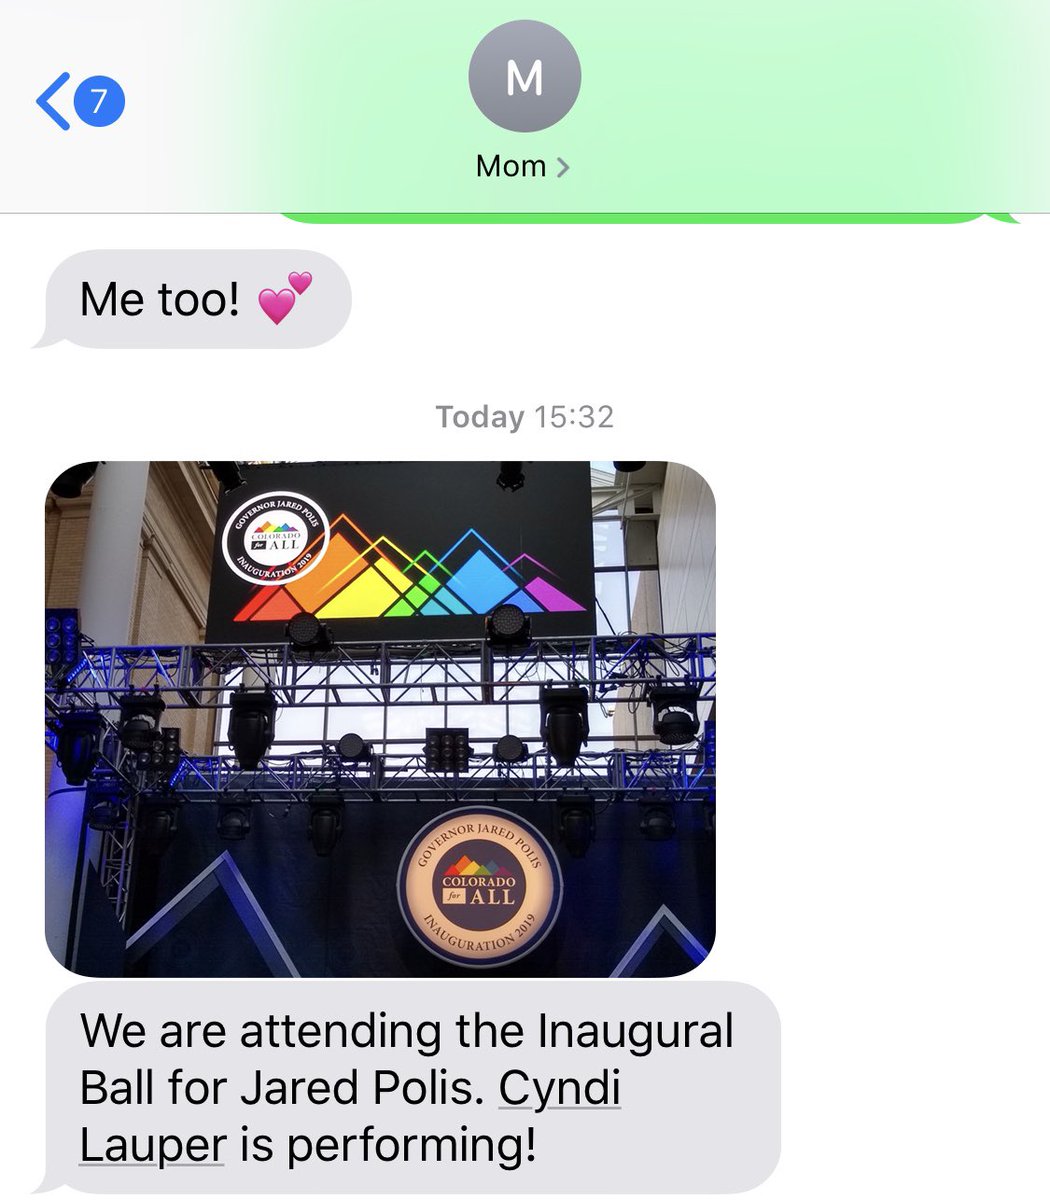 7
M
Mom
Me too! 💕
Today 15:32
GOVERNOR JARED POLIS
COLORADO
for ALL
INAUGURATION 2019
GOVERNOR JARED POLIS
COLORADO
for ALL
INAUGURATION 2019
We are attending the Inaugural
Ball for Jared Polis. Cyndi
Lauper is performing!